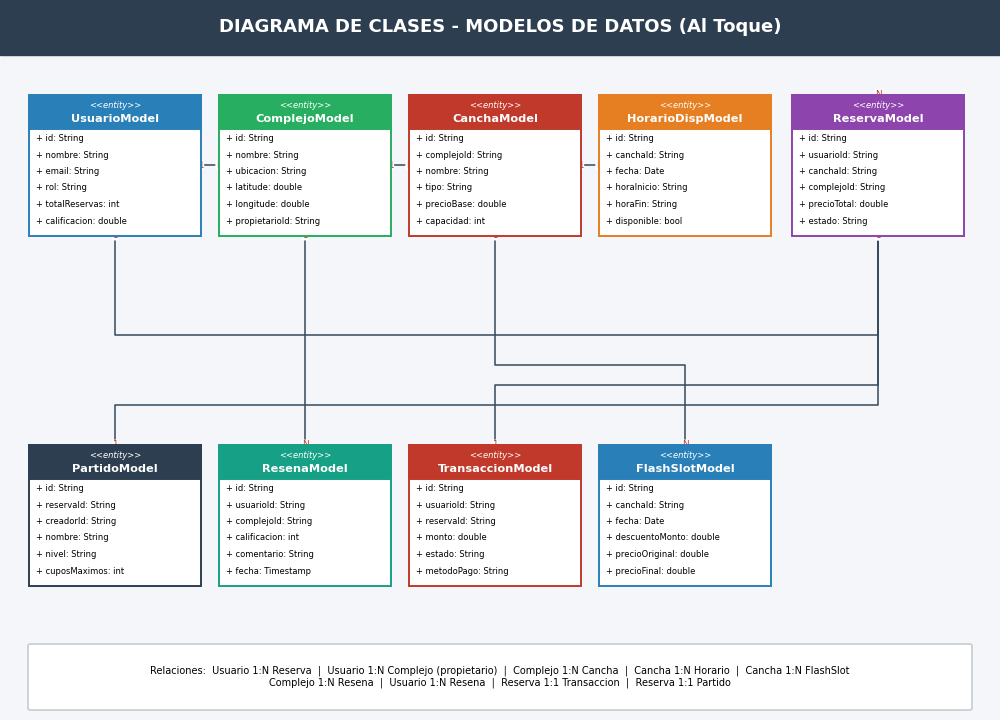 DIAGRAMA DE CLASES - MODELOS DE DATOS (Al Toque)
<<entity>>
UsuarioModel
+ id: String
+ nombre: String
+ email: String
+ rol: String
+ totalReservas: int
+ calificacion: double
<<entity>>
ComplejoModel
+ id: String
+ nombre: String
+ ubicacion: String
+ latitude: double
+ longitude: double
+ propietarioId: String
<<entity>>
CanchaModel
+ id: String
+ complejoId: String
+ nombre: String
+ tipo: String
+ precioBase: double
+ capacidad: int
<<entity>>
HorarioDispModel
+ id: String
+ canchaId: String
+ fecha: Date
+ horaInicio: String
+ horaFin: String
+ disponible: bool
N
<<entity>>
ReservaModel
+ id: String
+ usuarioId: String
+ canchaId: String
+ complejoId: String
+ precioTotal: double
+ estado: String
1
<<entity>>
PartidoModel
+ id: String
+ reservaId: String
+ creadorId: String
+ nombre: String
+ nivel: String
+ cuposMaximos: int
N
<<entity>>
ResenaModel
+ id: String
+ usuarioId: String
+ complejoId: String
+ calificacion: int
+ comentario: String
+ fecha: Timestamp
1
<<entity>>
TransaccionModel
+ id: String
+ usuarioId: String
+ reservaId: String
+ monto: double
+ estado: String
+ metodoPago: String
N
<<entity>>
FlashSlotModel
+ id: String
+ canchaId: String
+ fecha: Date
+ descuentoMonto: double
+ precioOriginal: double
+ precioFinal: double
Relaciones:  Usuario 1:N Reserva  |  Usuario 1:N Complejo (propietario)  |  Complejo 1:N Cancha  |  Cancha 1:N Horario  |  Cancha 1:N FlashSlot
Complejo 1:N Resena  |  Usuario 1:N Resena  |  Reserva 1:1 Transaccion  |  Reserva 1:1 Partido